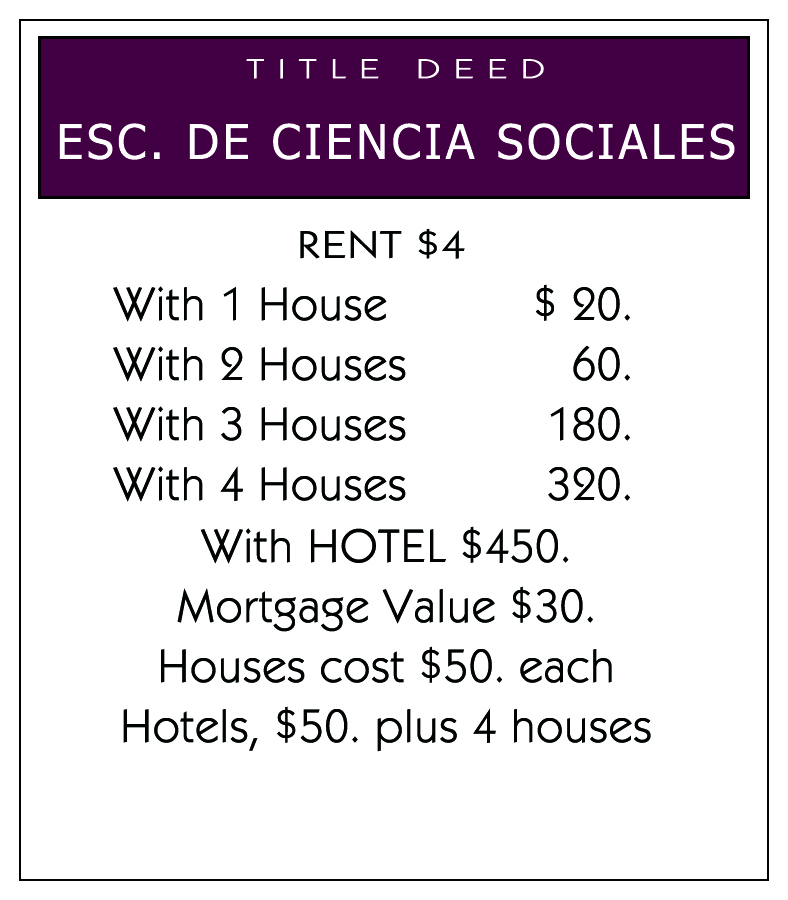 TITLE DEED
ESC. DE CIENCIA SOCIALES
RENT $4
With 1 House $ 20.
With 2 Houses 60.
With 3 Houses 180.
With 4 Houses 320.
With HOTEL $450.
Mortgage Value $30.
Houses cost $50. each
Hotels, $50. plus 4 houses